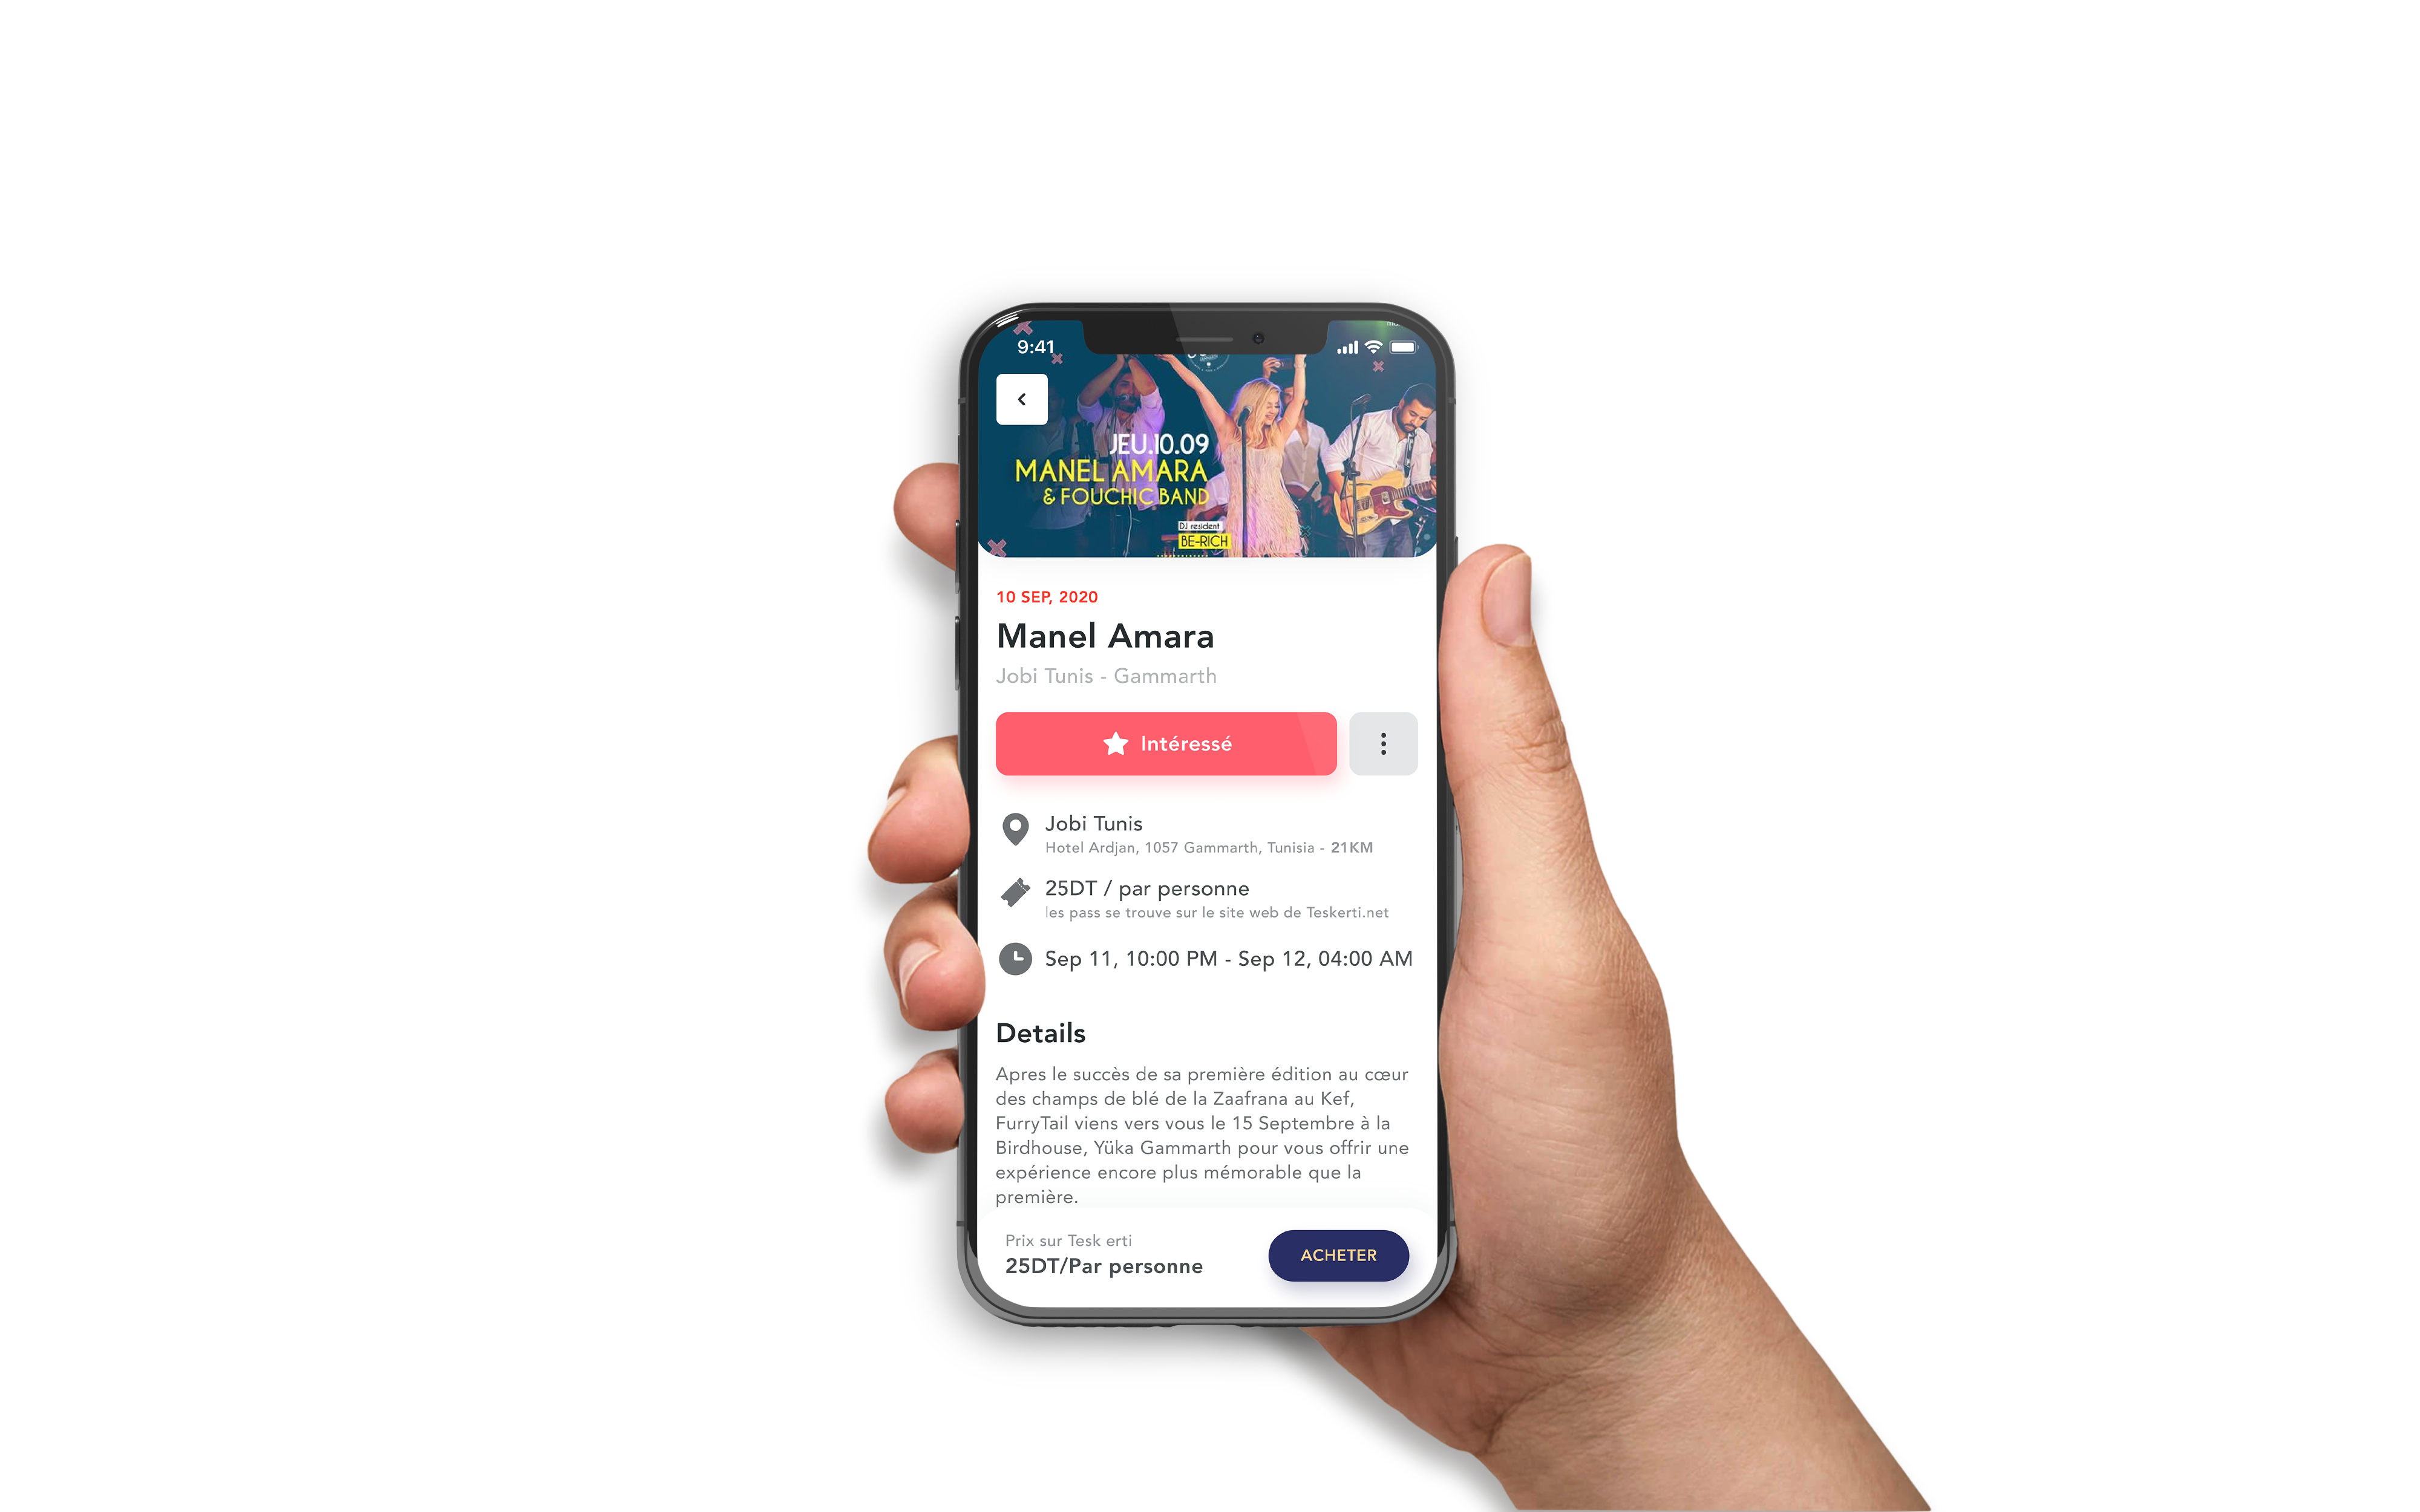 9:41
JEU.10.09
MANEL AMARA
& FOUCHIC BAND
DJ resident
BE-RICH
10 SEP, 2020
Manel Amara
Jobi Tunis - Gammarth
Intéressé
Jobi Tunis
Hotel Ardjan, 1057 Gammarth, Tunisia - 21KM
25DT / par personne
les pass se trouve sur le site web de Teskerti.net
Sep 11, 10:00 PM - Sep 12, 04:00 AM
Details
Apres le succès de sa première édition au cœur
des champs de blé de la Zaafrana au Kef,
FurryTail viens vers vous le 15 Septembre à la
Birdhouse, Yüka Gammarth pour vous offrir une
expérience encore plus mémorable que la
première.
Prix sur Tesk erti
25DT/Par personne
ACHETER